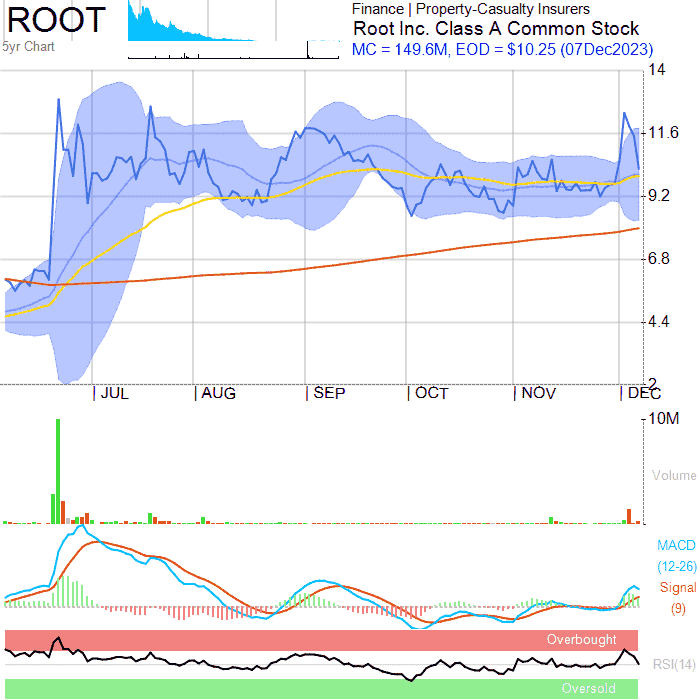 ROOT
5yr Chart
Finance | Property-Casualty Insurers
Root Inc. Class A Common Stock
MC = 149.6M, EOD = $10.25 (07Dec2023)
14
11.6
9.2
6.8
4.4
2
JUL AUG SEP OCT NOV DEC
10M
Volume
MACD
(12-26)
Signal
(9)
Overbought
RSI(14)
Oversold